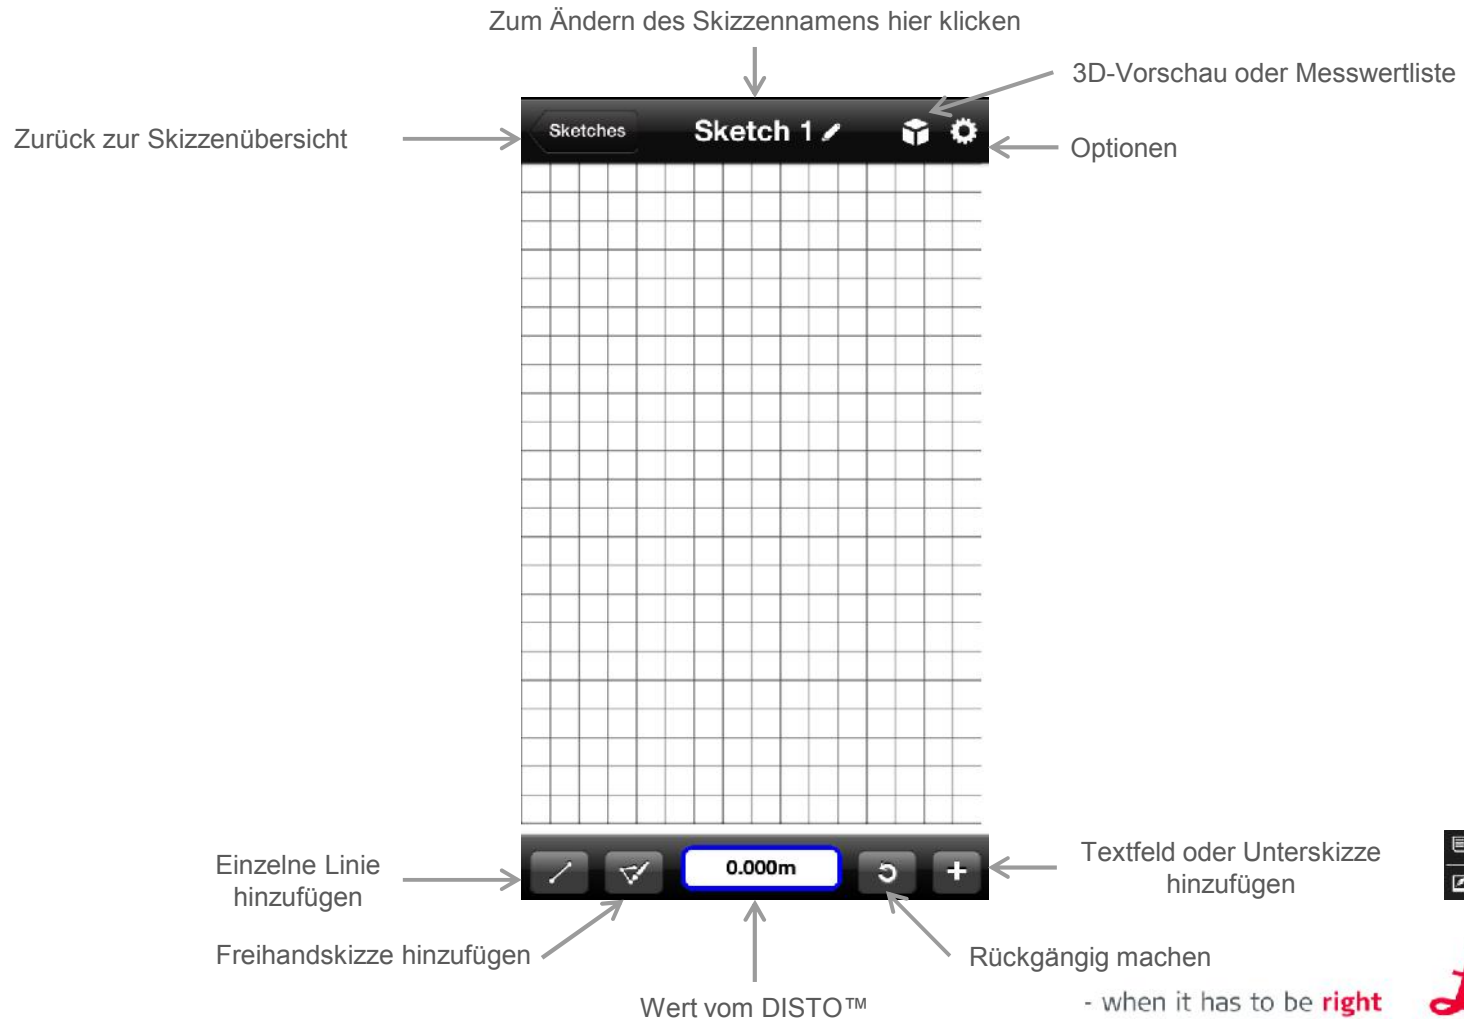 Zum Ändern des Skizzennamens hier klicken
3D-Vorschau oder Messwertliste
Zurück zur Skizzenübersicht
Sketches
Sketch 1
Optionen
Einzelne Linie
hinzufügen
0.000m
Textfeld oder Unterskizze
hinzufügen
Freihandskizze hinzufügen
Rückgängig machen
Wert vom DISTO™
- when it has to be right